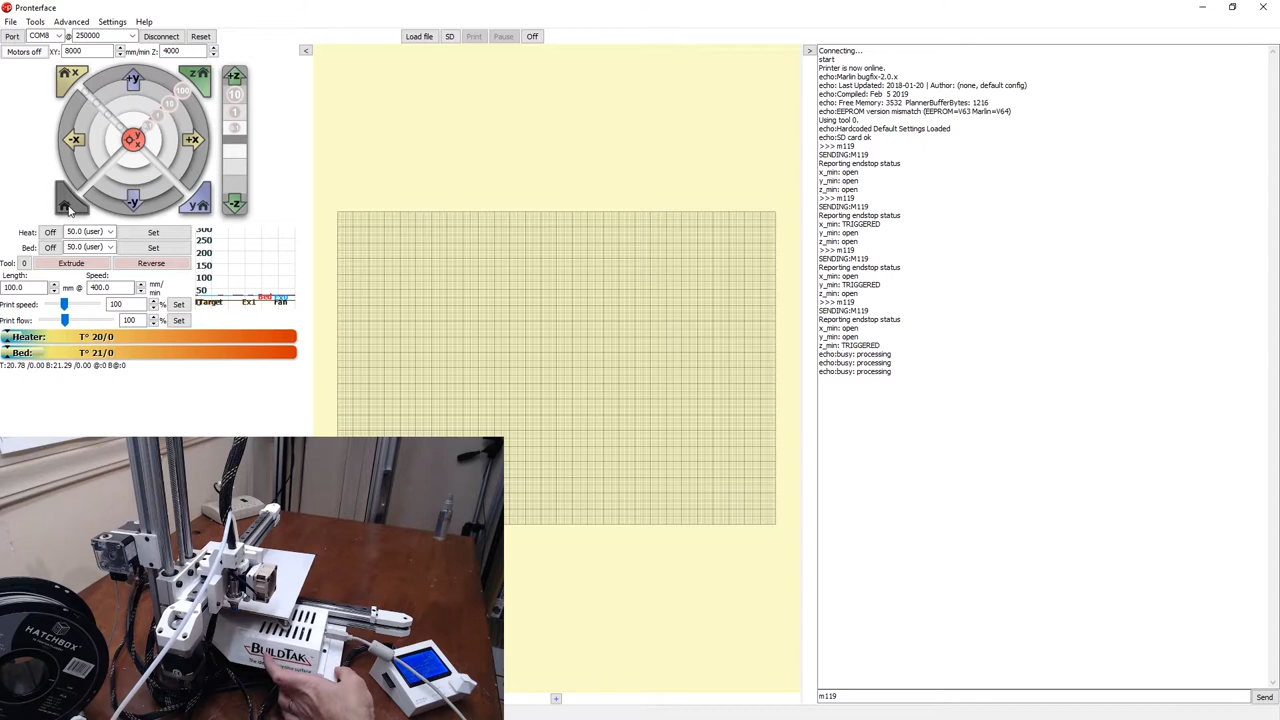 Pronterface
File Tools Advanced Settings Help
Port COM8 @ 250000 Disconnect Reset
Load file SD Print Pause Off
Motors off XY: 8000 mm/min Z: 4000
< >
x +y z +z
100
10
1
10
1
-x x y +x
-y y -z
Heat: Off 50.0 (user) Set
Bed: Off 50.0 (user) Set
Tool: 0 Extrude Reverse
Length: Speed:
100.0 mm @ 400.0 mm/ min
Print speed: 100 % Set
Print flow: 100 % Set
300
250
200
150
100
50
Bed Ex0
Target Ex1 Fan
Heater: T° 20/0
Bed: T° 21/0
T:20.78 /0.00 B:21.29 /0.00 @:0 B@:0
Connecting...
start
Printer is now online.
echo:Marlin bugfix-2.0.x
echo: Last Updated: 2018-01-20 | Author: (none, default config)
echo:Compiled: Feb 5 2019
echo: Free Memory: 3532 PlannerBufferBytes: 1216
echo:EEPROM version mismatch (EEPROM=V63 Marlin=V64)
Using tool 0.
echo:Hardcoded Default Settings Loaded
echo:SD card ok
>>> m119
SENDING:M119
Reporting endstop status
x_min: open
y_min: open
z_min: open
>>> m119
SENDING:M119
Reporting endstop status
x_min: TRIGGERED
y_min: open
z_min: open
>>> m119
SENDING:M119
Reporting endstop status
x_min: open
y_min: TRIGGERED
z_min: open
>>> m119
SENDING:M119
Reporting endstop status
x_min: open
y_min: open
z_min: TRIGGERED
echo:busy: processing
echo:busy: processing
echo:busy: processing
HATCHBOX
BUILDTAK
+
m119 Send